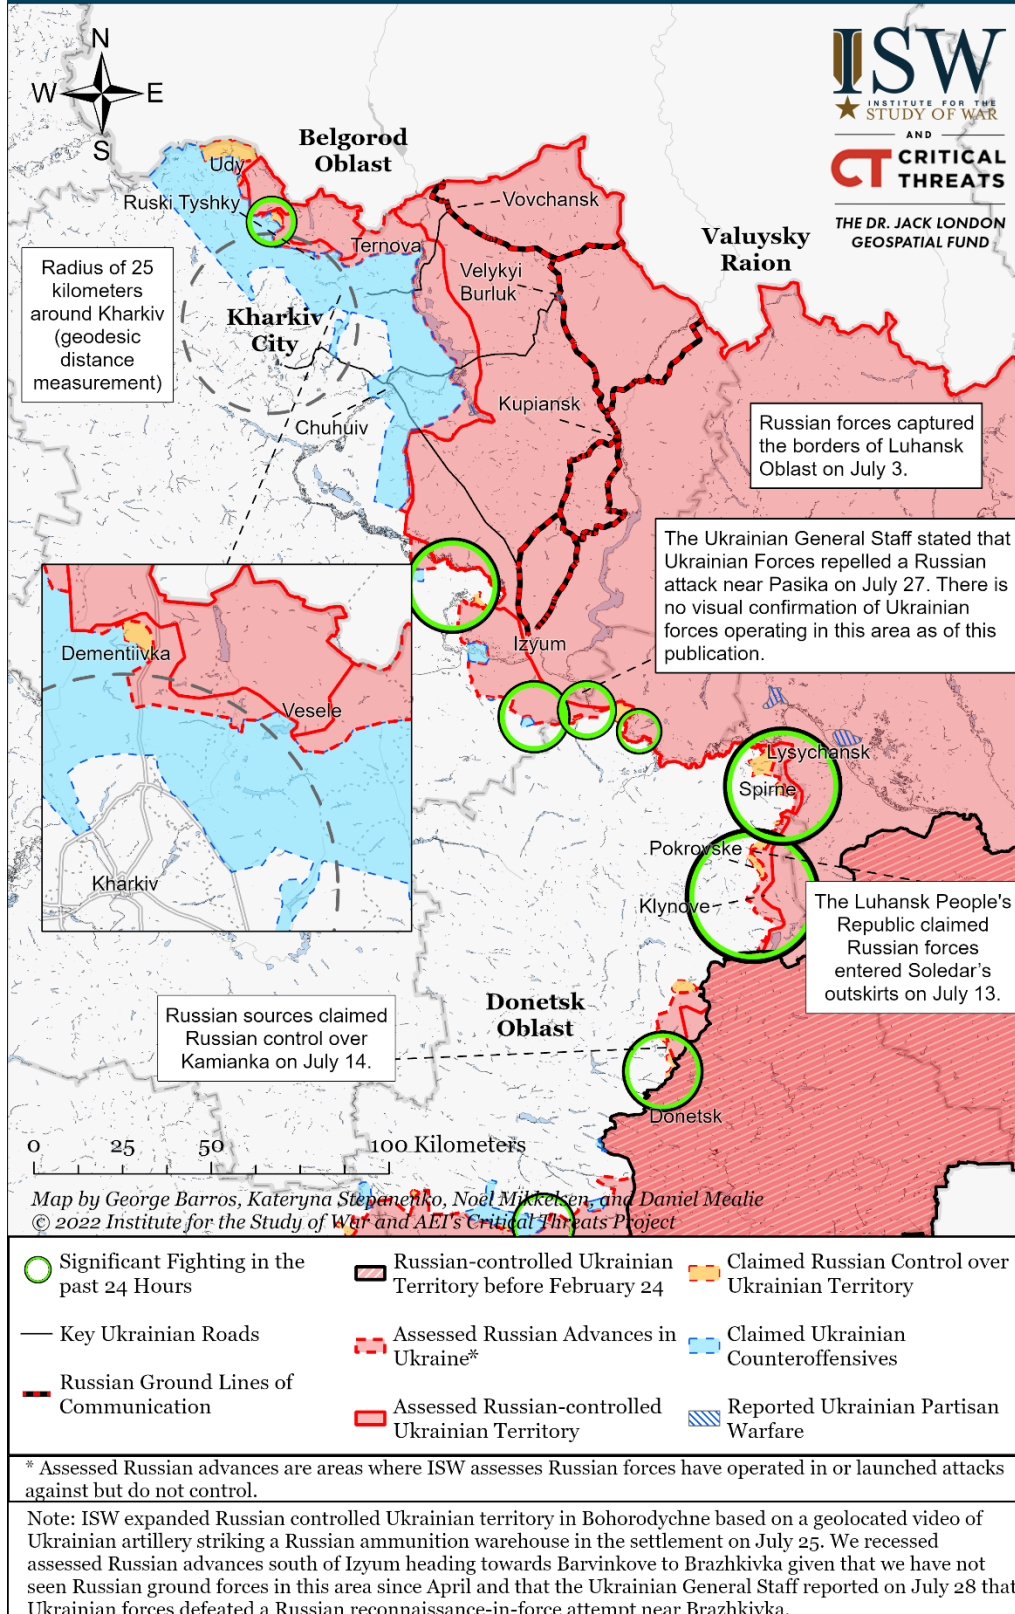 N
W E
S
ISW
INSTITUTE FOR THE
STUDY OF WAR
AND
CT CRITICAL
THREATS
THE DR. JACK LONDON
GEOSPATIAL FUND
Belgorod
Oblast
Udy
Ruski Tyshky
Vovchansk
Ternova
Valuysky
Raion
Velykyi
Burluk
Radius of 25
kilometers
around Kharkiv
(geodesic
distance
measurement)
Kharkiv
City
Kupiansk
Chuhuiv
Russian forces captured
the borders of Luhansk
Oblast on July 3.
The Ukrainian General Staff stated that
Ukrainian Forces repelled a Russian
attack near Pasika on July 27. There is
no visual confirmation of Ukrainian
forces operating in this area as of this
publication.
Izyum
Dementiivka
Vesele
Kharkiv
Lysychansk
Spirne
Pokrovske
Klynove
The Luhansk People's
Republic claimed
Russian forces
entered Soledar's
outskirts on July 13.
Donetsk
Oblast
Russian sources claimed
Russian control over
Kamianka on July 14.
Donetsk
0 25 50 100 Kilometers
Map by George Barros, Kateryna Stepanenko, Noel Mikkelsen, and Daniel Mealie
© 2022 Institute for the Study of War and AEI's Critical Threats Project
Significant Fighting in the
past 24 Hours
Key Ukrainian Roads
Russian Ground Lines of
Communication
Russian-controlled Ukrainian
Territory before February 24
Assessed Russian Advances in
Ukraine*
Assessed Russian-controlled
Ukrainian Territory
Claimed Russian Control over
Ukrainian Territory
Claimed Ukrainian
Counteroffensives
Reported Ukrainian Partisan
Warfare
* Assessed Russian advances are areas where ISW assesses Russian forces have operated in or launched attacks
against but do not control.
Note: ISW expanded Russian controlled Ukrainian territory in Bohorodychne based on a geolocated video of
Ukrainian artillery striking a Russian ammunition warehouse in the settlement on July 25. We recessed
assessed Russian advances south of Izyum heading towards Barvinkove to Brazhkivka given that we have not
seen Russian ground forces in this area since April and that the Ukrainian General Staff reported on July 28 that
Ukrainian forces defeated a Russian reconnaissance-in-force attempt near Brazhkivka.